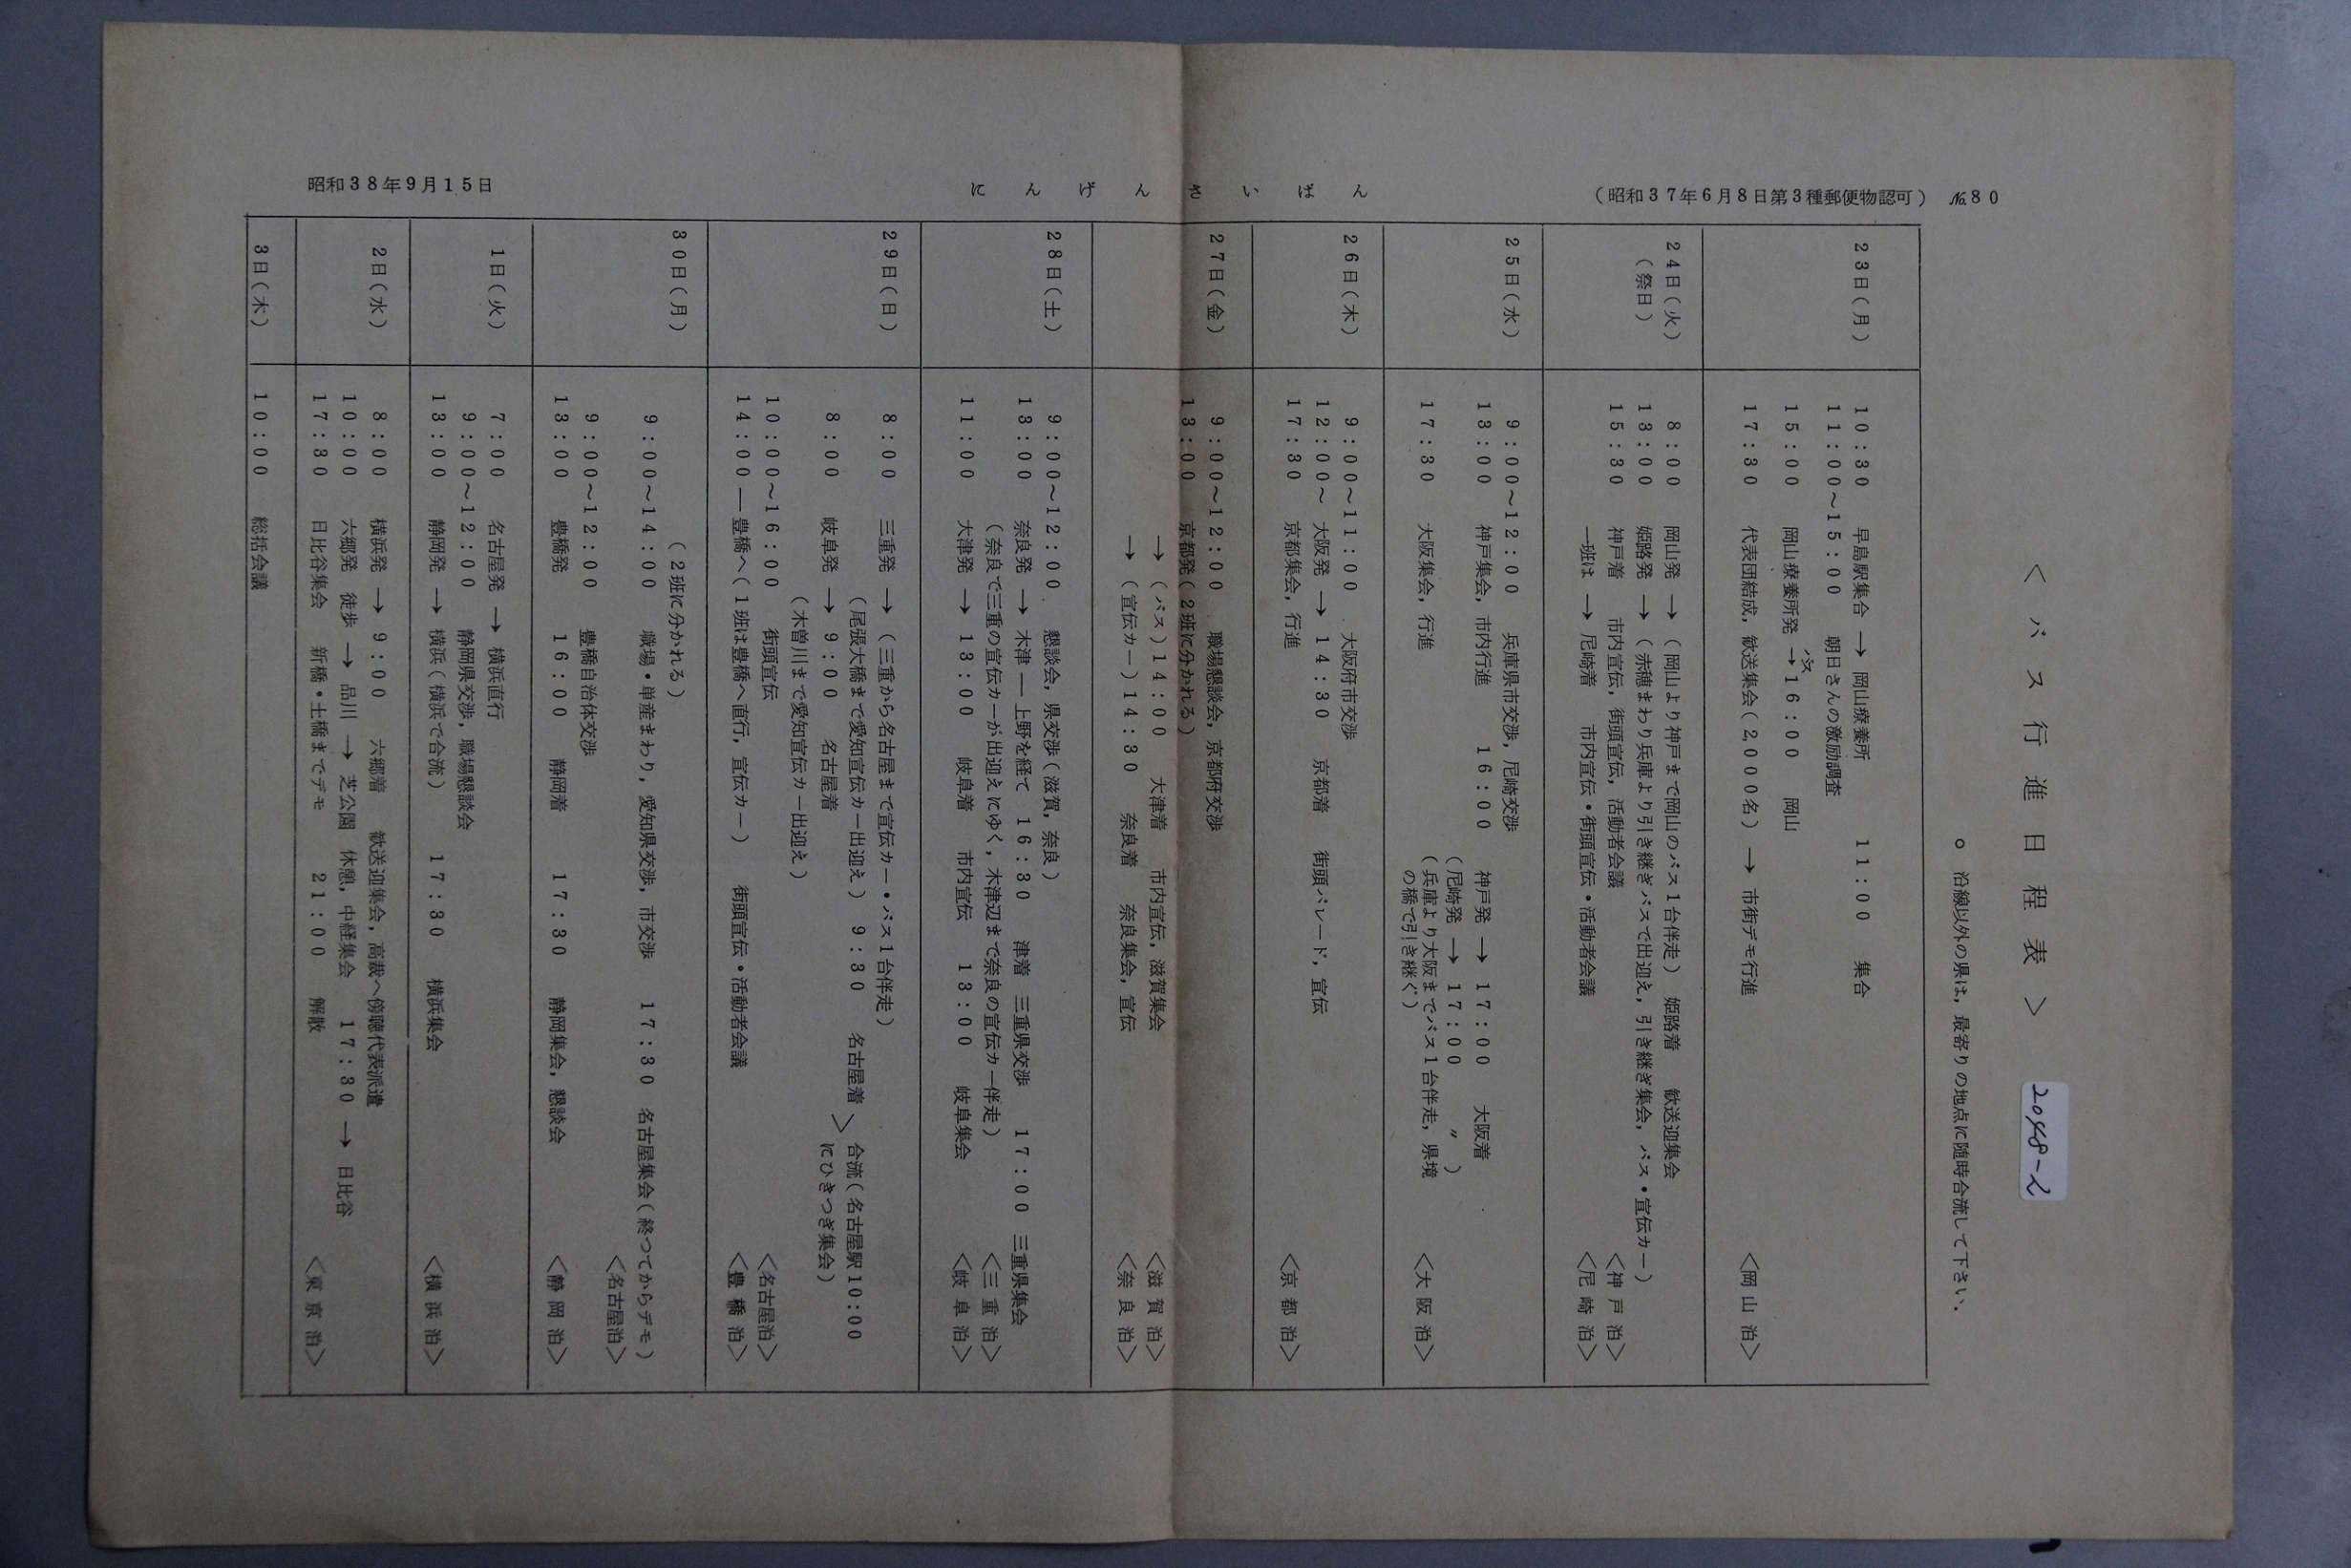 昭和38年9月15日
にんげんさいばん
（昭和37年6月8日第3種郵便物認可） №80
＜バス行進日程表＞
2048-2
○ 沿線以外の県は，最寄りの地点に随時合流して下さい．
23日（月） 10:30 早島駅集合 → 岡山療養所 11:00 集合
11:00～15:00 朝日さんの激励調査
15:00 岡山療養所発 →バス 16:00 岡山
17:30 代表団結成，歓送集会（2,000名） → 市街デモ行進 ＜岡山泊＞
24日（火） 8:00 岡山発 → （岡山より神戸まで岡山のバス1台伴走） 姫路着 歓送迎集会
（祭日） 13:00 姫路発 → （赤穂まわり兵庫より引き継ぎバスで出迎え，引き継ぎ集会，バス・宣伝カー）
15:30 神戸着 市内宣伝，街頭宣伝，活動者会議 ＜神戸泊＞
一班は → 尼崎着 市内宣伝・街頭宣伝・活動者会議 ＜尼崎泊＞
25日（水） 9:00～12:00 兵庫県市交渉，尼崎交渉
13:00 神戸集会，市内行進 16:00 神戸発 → 17:00 大阪着
（尼崎発 → 17:00 〃 ）
17:30 大阪集会，行進 （兵庫より大阪までバス1台伴走，県境
の橋で引き継ぐ） ＜大阪泊＞
26日（木） 9:00～11:00 大阪府市交渉
12:00～ 大阪発 → 14:30 京都着 街頭パレード，宣伝
17:30 京都集会，行進 ＜京都泊＞
27日（金） 9:00～12:00 職場懇談会，京都府交渉
13:00 京都発（2班に分かれる）
→ （バス）14:00 大津着 市内宣伝，滋賀集会 ＜滋賀泊＞
→ （宣伝カー）14:30 奈良着 奈良集会，宣伝 ＜奈良泊＞
28日（土） 9:00～12:00 懇談会，県交渉（滋賀，奈良）
13:00 奈良発 → 木津 — 上野を経て 16:30 津着 三重県交渉 17:00 三重県集会
（奈良で三重の宣伝カーが出迎えにゆく，木津辺まで奈良の宣伝カー伴走） ＜三重泊＞
11:00 大津発 → 13:00 岐阜着 市内宣伝 13:00 岐阜集会 ＜岐阜泊＞
29日（日） 8:00 三重発 → （三重から名古屋まで宣伝カー・バス1台伴走）
（尾張大橋まで愛知宣伝カー出迎え） 9:30 名古屋着 ＞合流（名古屋駅10:00
8:00 岐阜発 → 9:00 名古屋着 にひきつぎ集会）
（木曽川まで愛知宣伝カー出迎え）
10:00～16:00 街頭宣伝 ＜名古屋泊＞
14:00 — 豊橋へ（1班は豊橋へ直行，宣伝カー） 街頭宣伝・活動者会議 ＜豊橋泊＞
30日（月） （2班に分かれる）
9:00～14:00 職場・単産まわり，愛知県交渉，市交渉 17:30 名古屋集会（終つてからデモ）
＜名古屋泊＞
9:00～12:00 豊橋自治体交渉
13:00 豊橋発 16:00 静岡着 17:30 静岡集会，懇談会 ＜静岡泊＞
1日（火） 7:00 名古屋発 → 横浜直行
9:00～12:00 静岡県交渉，職場懇談会
13:00 静岡発 → 横浜（横浜で合流） 17:30 横浜集会 ＜横浜泊＞
2日（水） 8:00 横浜発 → 9:00 六郷着 歓送迎集会，高裁へ傍聴代表派遣
10:00 六郷発 徒歩 → 品川 → 芝公園 休憩，中経集会 17:30 → 日比谷
17:30 日比谷集会 新橋・土橋までデモ 21:00 解散 ＜東京泊＞
3日（木） 10:00 総括会議